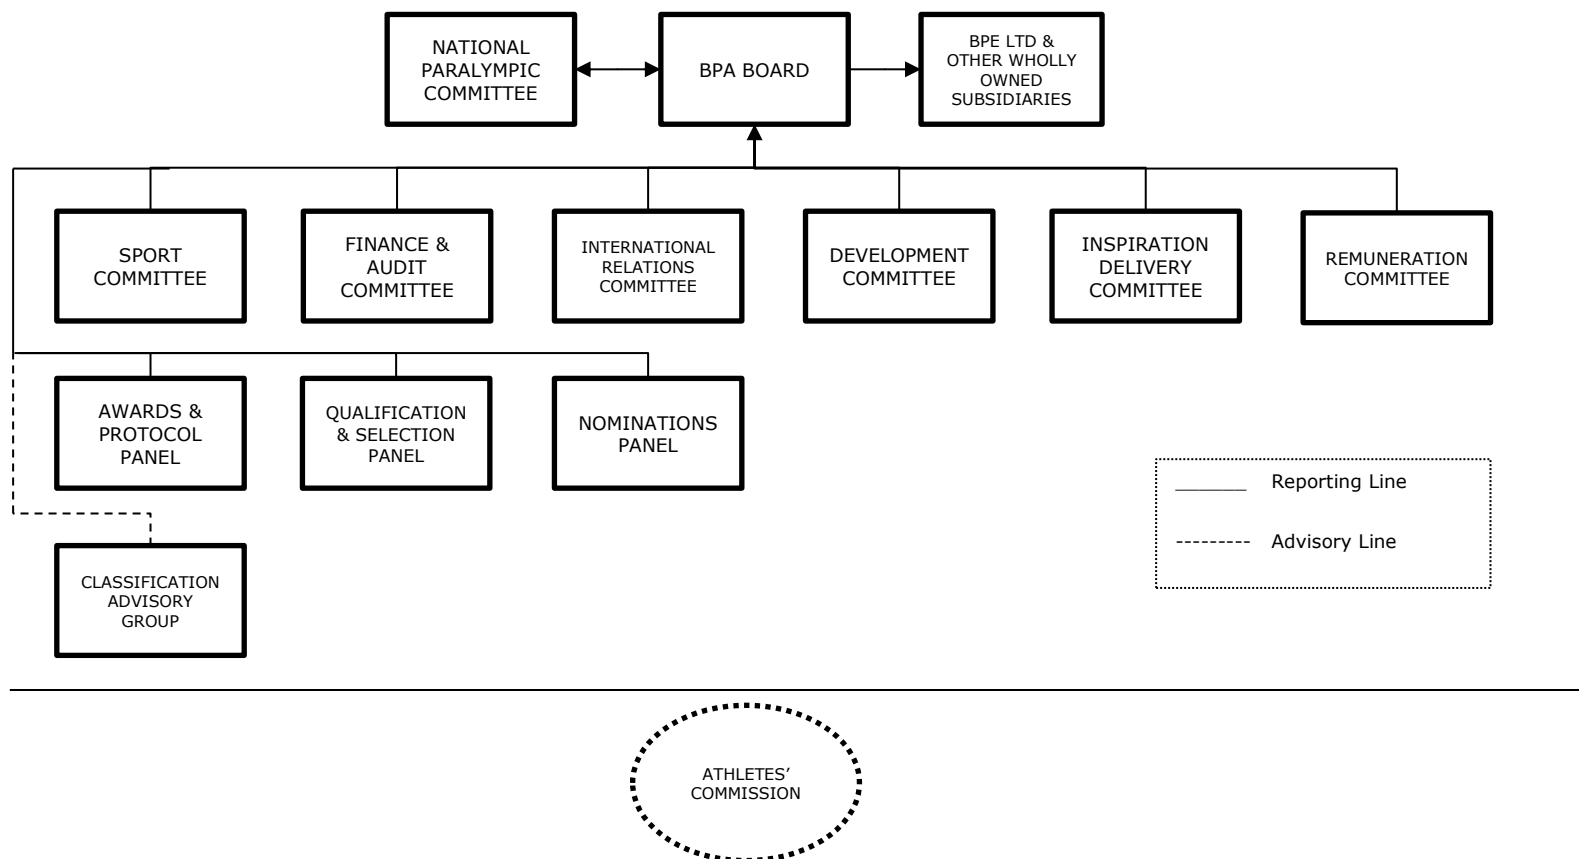 NATIONAL
PARALYMPIC
COMMITTEE
BPA BOARD
BPE LTD &
OTHER WHOLLY
OWNED
SUBSIDIARIES
SPORT
COMMITTEE
FINANCE &
AUDIT
COMMITTEE
INTERNATIONAL
RELATIONS
COMMITTEE
DEVELOPMENT
COMMITTEE
INSPIRATION
DELIVERY
COMMITTEE
REMUNERATION
COMMITTEE
AWARDS &
PROTOCOL
PANEL
QUALIFICATION
& SELECTION
PANEL
NOMINATIONS
PANEL
______ Reporting Line
--------- Advisory Line
CLASSIFICATION
ADVISORY
GROUP
ATHLETES’
COMMISSION